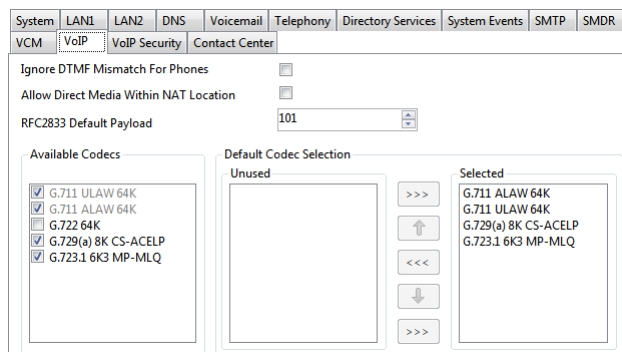 System LAN1 LAN2 DNS Voicemail Telephony Directory Services System Events SMTP SMDR
VCM VoIP VoIP Security Contact Center
Ignore DTMF Mismatch For Phones
Allow Direct Media Within NAT Location
RFC2833 Default Payload 101
Available Codecs
G.711 ULAW 64K
G.711 ALAW 64K
G.722 64K
G.729(a) 8K CS-ACELP
G.723.1 6K3 MP-MLQ
Default Codec Selection
Unused
>>>
<<<
>>>
Selected
G.711 ALAW 64K
G.711 ULAW 64K
G.729(a) 8K CS-ACELP
G.723.1 6K3 MP-MLQ